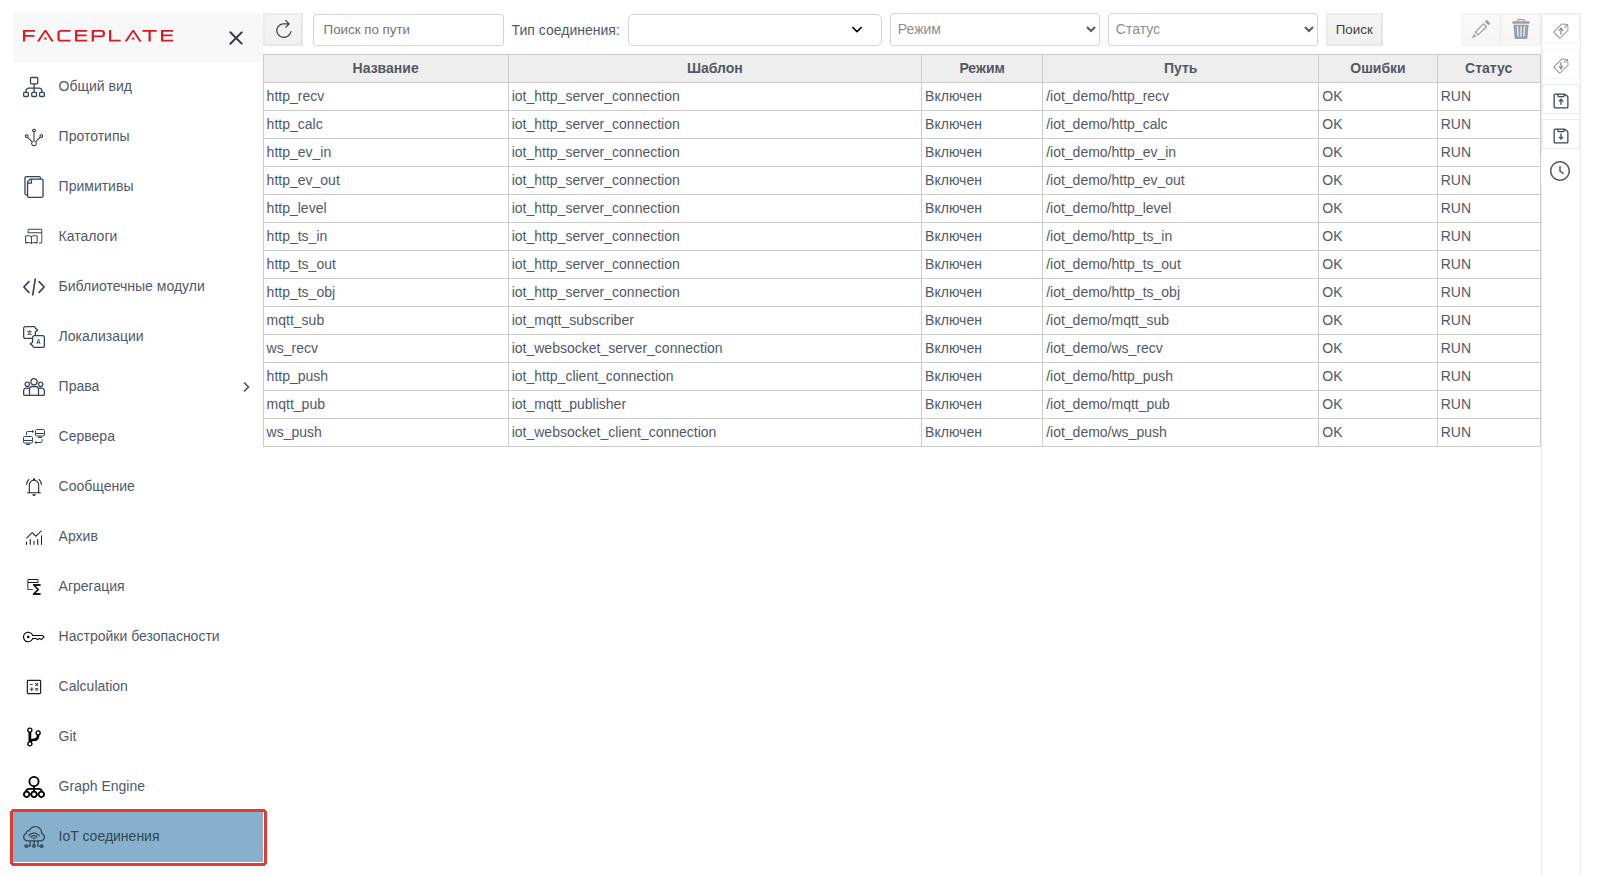 FACEPLATE
Общий вид
Прототипы
Примитивы
Каталоги
Библиотечные модули
Локализации
Права
Сервера
Сообщение
Архив
Агрегация
Настройки безопасности
Calculation
Git
Graph Engine
IoT соединения
Поиск по пути Тип соединения: Режим Статус Поиск
Название Шаблон Режим Путь Ошибки Статус
http_recv iot_http_server_connection Включен /iot_demo/http_recv OK RUN
http_calc iot_http_server_connection Включен /iot_demo/http_calc OK RUN
http_ev_in iot_http_server_connection Включен /iot_demo/http_ev_in OK RUN
http_ev_out iot_http_server_connection Включен /iot_demo/http_ev_out OK RUN
http_level iot_http_server_connection Включен /iot_demo/http_level OK RUN
http_ts_in iot_http_server_connection Включен /iot_demo/http_ts_in OK RUN
http_ts_out iot_http_server_connection Включен /iot_demo/http_ts_out OK RUN
http_ts_obj iot_http_server_connection Включен /iot_demo/http_ts_obj OK RUN
mqtt_sub iot_mqtt_subscriber Включен /iot_demo/mqtt_sub OK RUN
ws_recv iot_websocket_server_connection Включен /iot_demo/ws_recv OK RUN
http_push iot_http_client_connection Включен /iot_demo/http_push OK RUN
mqtt_pub iot_mqtt_publisher Включен /iot_demo/mqtt_pub OK RUN
ws_push iot_websocket_client_connection Включен /iot_demo/ws_push OK RUN